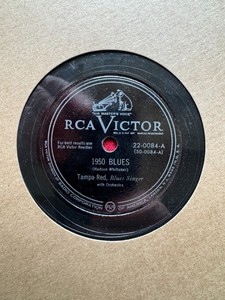 "HIS MASTER'S VOICE"
RCA VICTOR
For best results use
RCA Victor Needles
22-0084-A
(50-0084-A)
1950 BLUES
(Hudson Whittaker)
Tampa Red, Blues Singer
with Orchestra